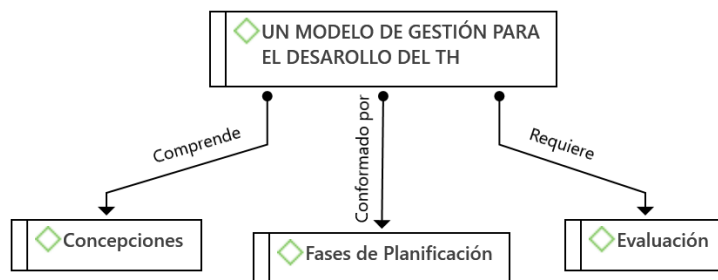 UN MODELO DE GESTIÓN PARA
EL DESAROLLO DEL TH
Comprende
Conformado por
Requiere
Concepciones
Fases de Planificación
Evaluación